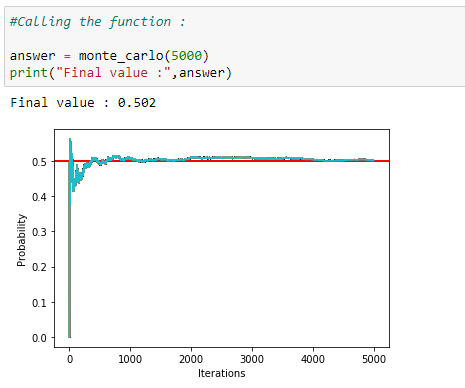 #Calling the function :
answer = monte_carlo(5000)
print("Final value :",answer)
Final value : 0.502
0.5
0.4
0.3
0.2
0.1
0.0
Probability
0 1000 2000 3000 4000 5000
Iterations